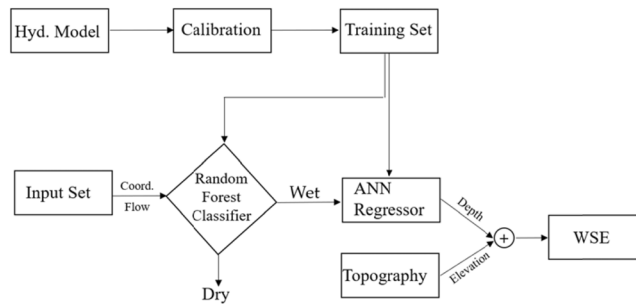 Hyd. Model
Calibration
Training Set
Input Set
Coord.
Flow
Random
Forest
Classifier
Wet
Dry
ANN
Regressor
Depth
Topography
Elevation
+
WSE